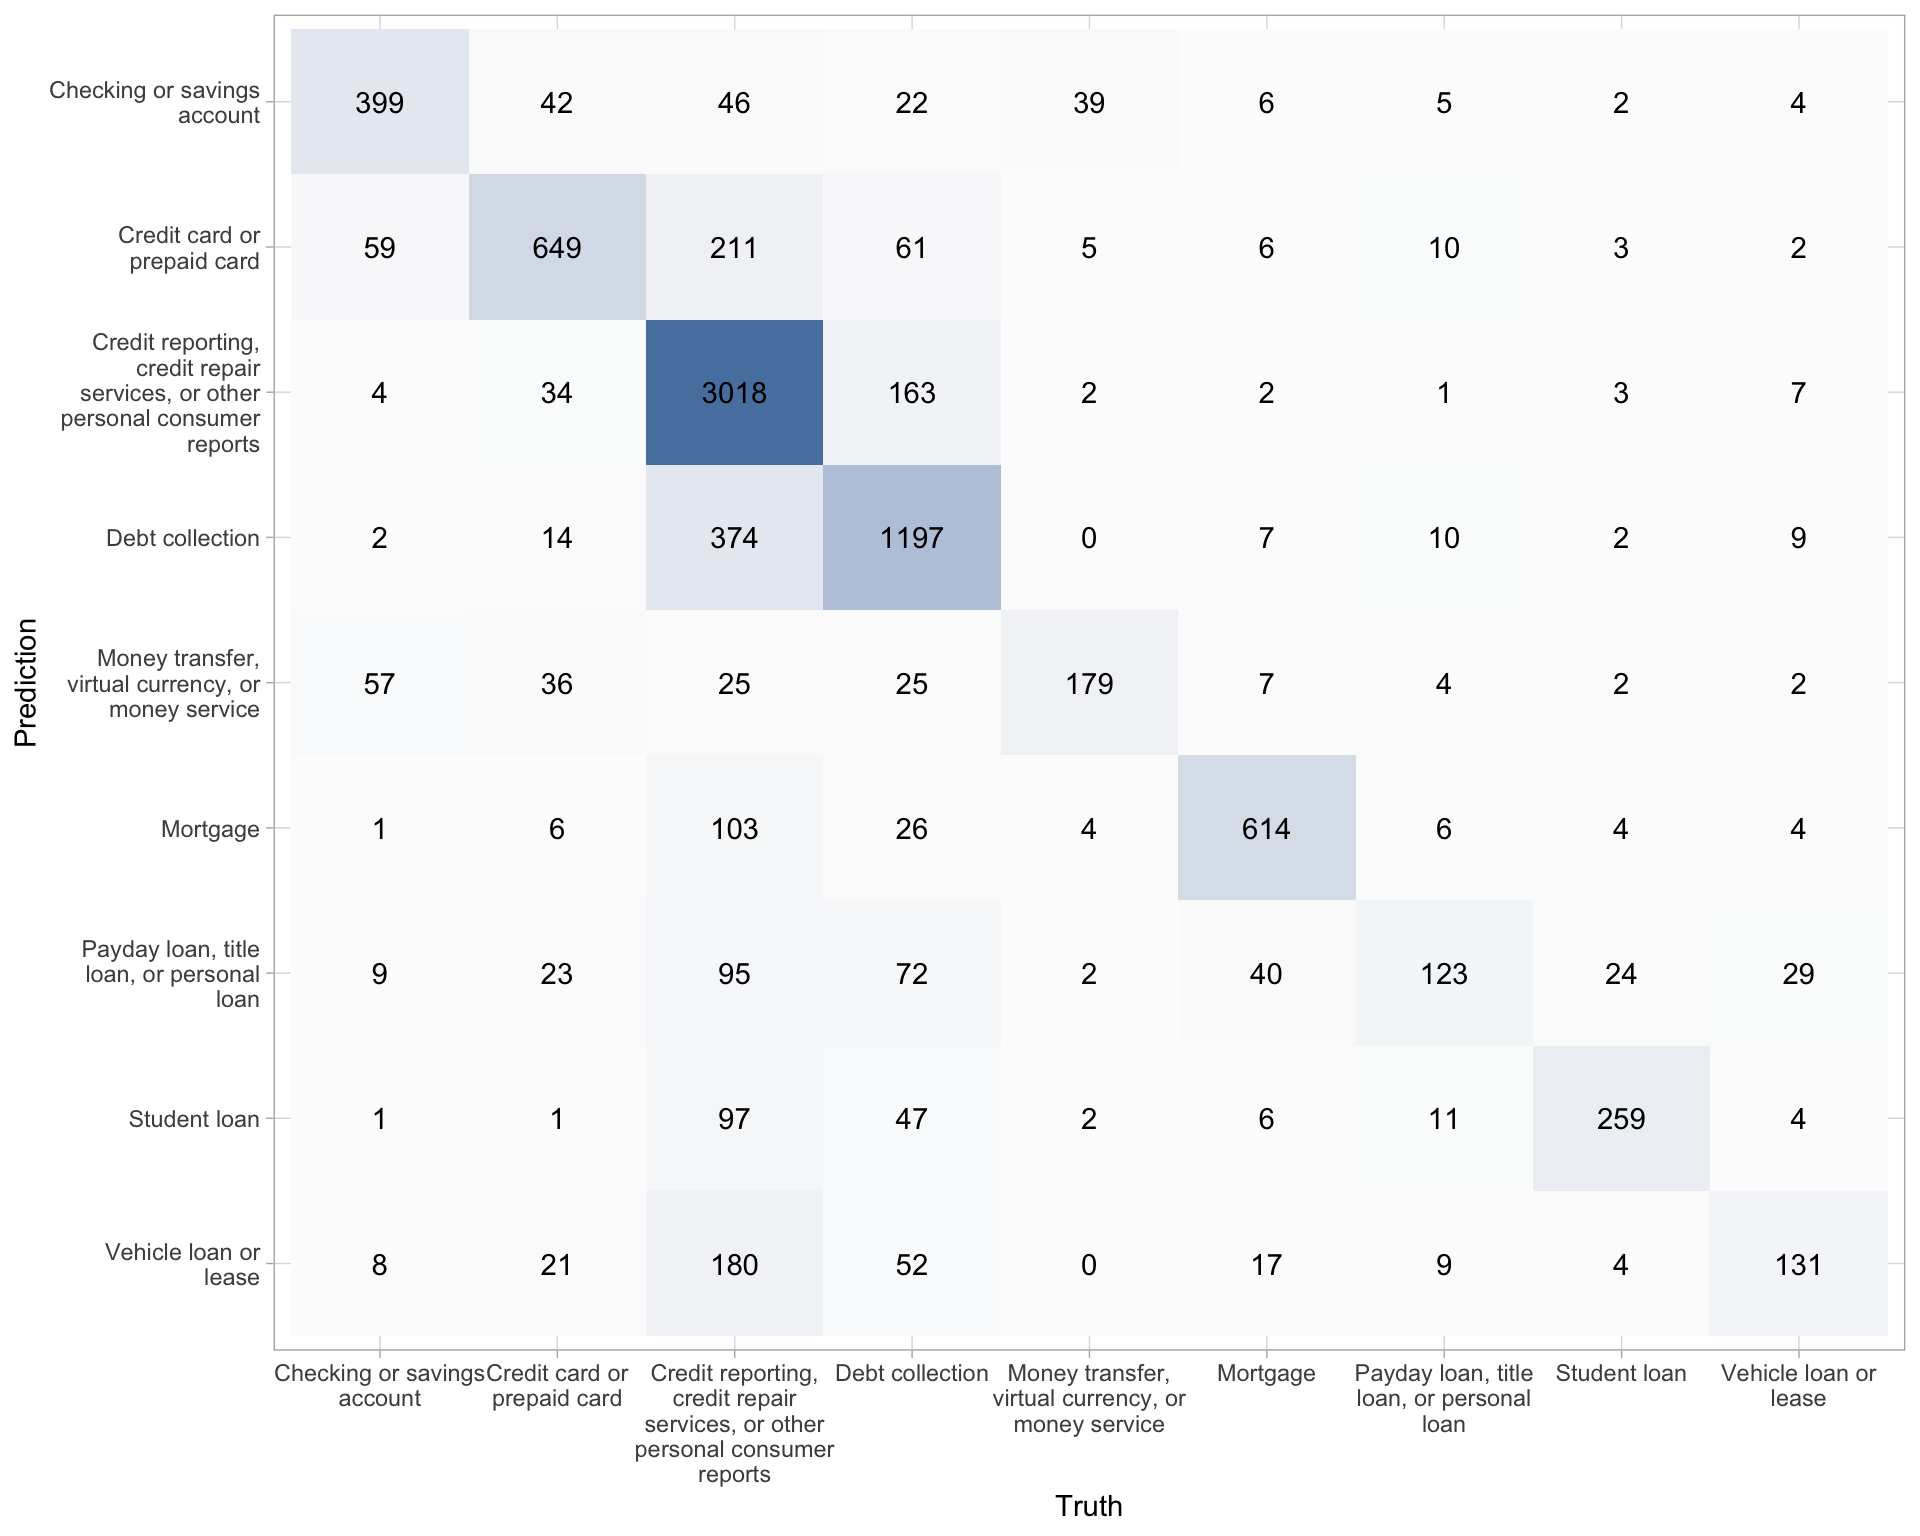 Checking or savings
account
399 42 46 22 39 6 5 2 4
Credit card or
prepaid card
59 649 211 61 5 6 10 3 2
Credit reporting,
credit repair
services, or other
personal consumer
reports
4 34 3018 163 2 2 1 3 7
Debt collection
2 14 374 1197 0 7 10 2 9
Prediction
Money transfer,
virtual currency, or
money service
57 36 25 25 179 7 4 2 2
Mortgage
1 6 103 26 4 614 6 4 4
Payday loan, title
loan, or personal
loan
9 23 95 72 2 40 123 24 29
Student loan
1 1 97 47 2 6 11 259 4
Vehicle loan or
lease
8 21 180 52 0 17 9 4 131
Checking or savings
account
Credit card or
prepaid card
Credit reporting,
credit repair
services, or other
personal consumer
reports
Debt collection
Money transfer,
virtual currency, or
money service
Mortgage
Payday loan, title
loan, or personal
loan
Student loan
Vehicle loan or
lease
Truth